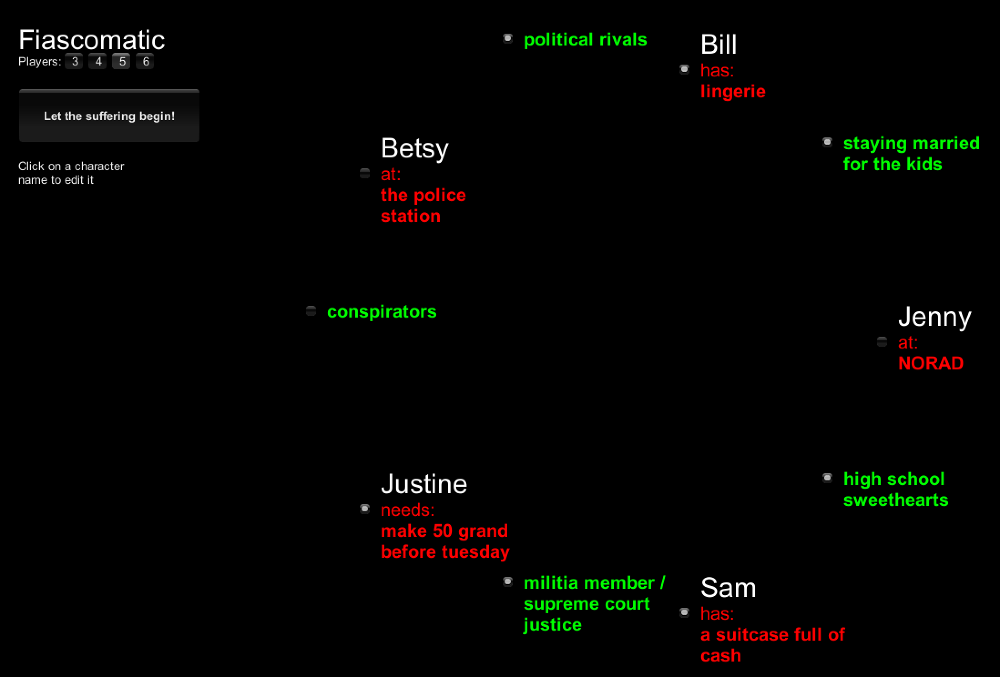 Fiascomatic
Players: 3 4 5 6
Let the suffering begin!
Click on a character
name to edit it
political rivals
Bill
has:
lingerie
staying married
for the kids
Betsy
at:
the police
station
conspirators
Jenny
at:
NORAD
Justine
needs:
make 50 grand
before tuesday
high school
sweethearts
militia member /
supreme court
justice
Sam
has:
a suitcase full of
cash